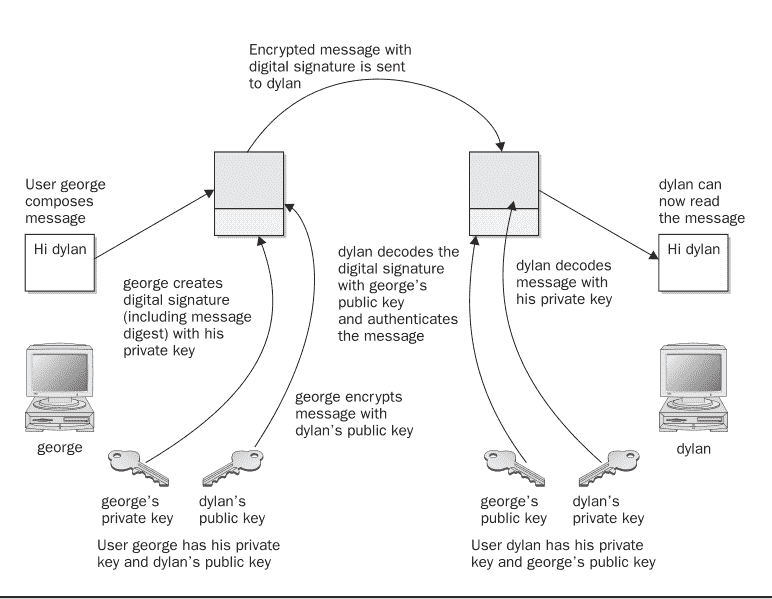 Encrypted message with
digital signature is sent
to dylan
User george
composes
message
Hi dylan
george creates
digital signature
(including message
digest) with his
private key
george encrypts
message with
dylan's public key
george
george's
private key
dylan's
public key
User george has his private
key and dylan's public key
dylan decodes the
digital signature
with george's
public key
and authenticates
the message
dylan decodes
message with
his private key
dylan can
now read
the message
Hi dylan
dylan
george's
public key
dylan's
private key
User dylan has his private
key and george's public key